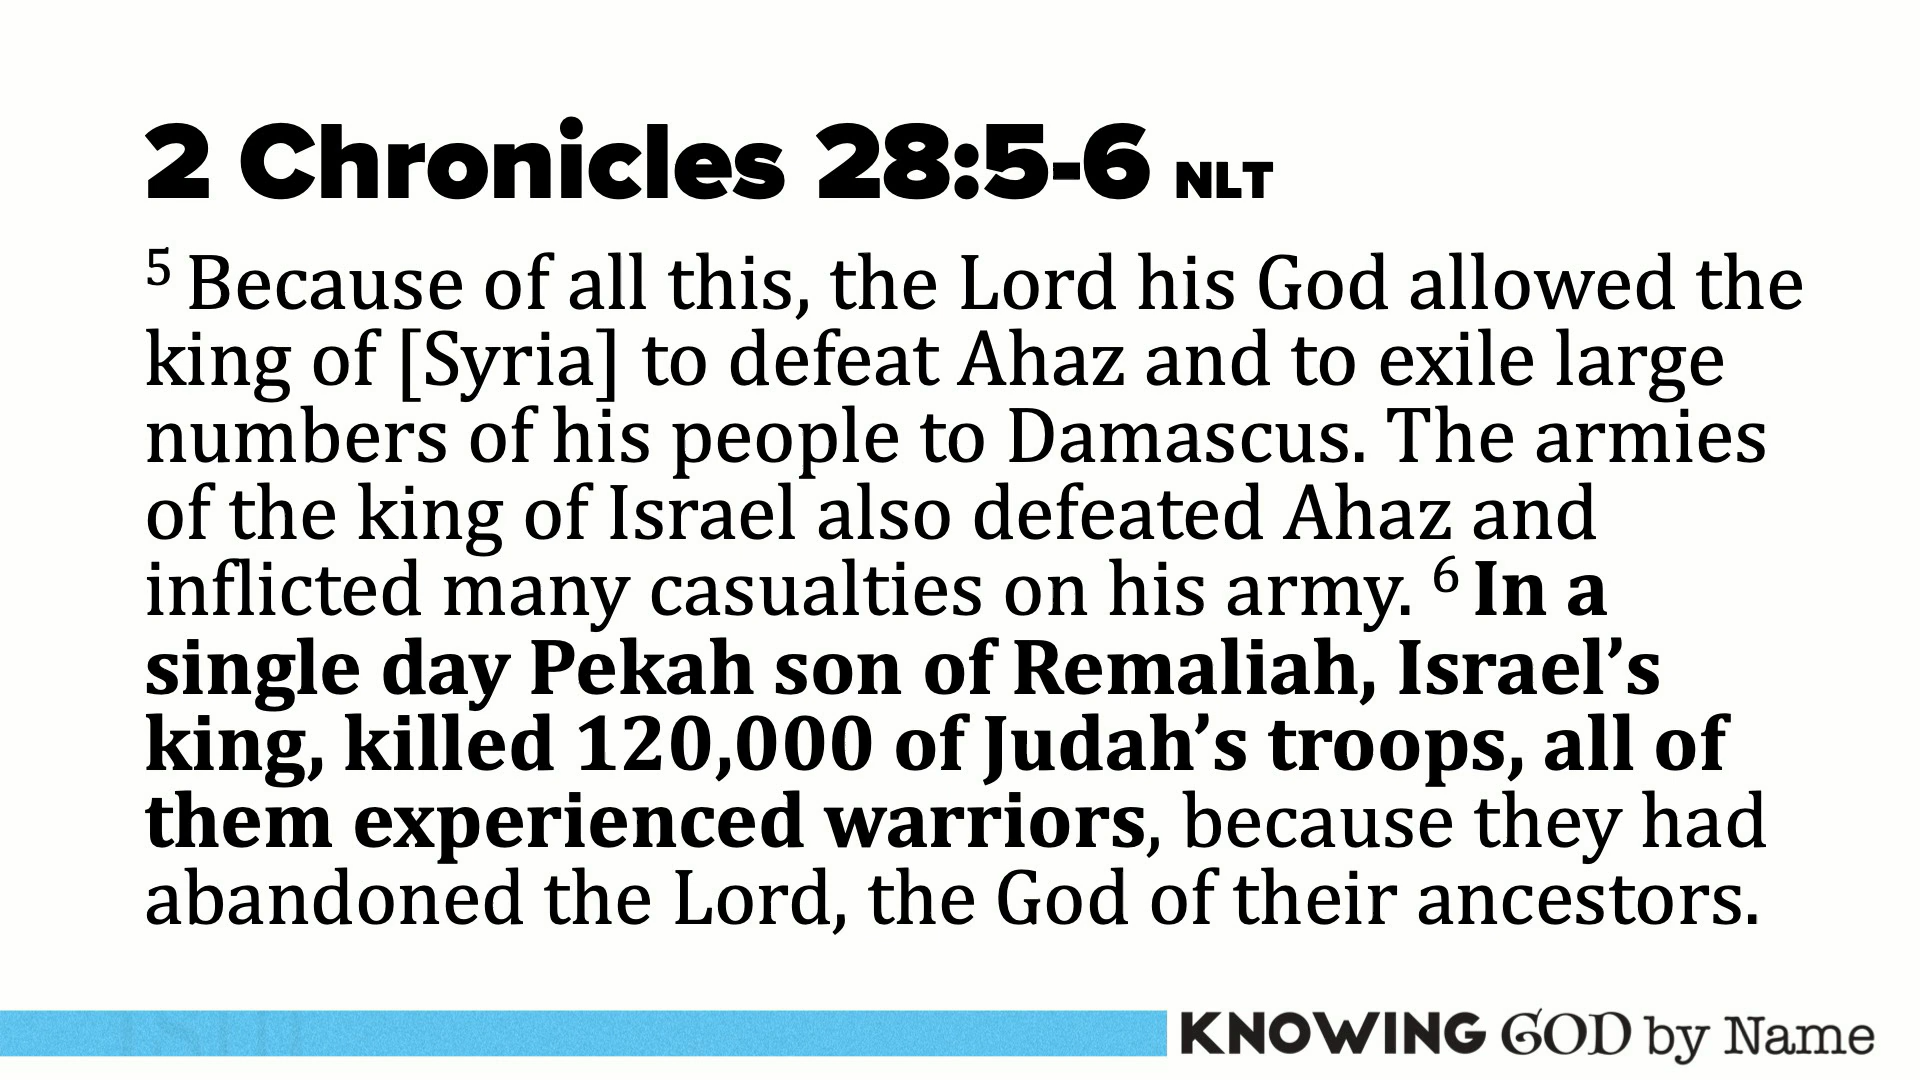 2 Chronicles 28:5-6 NLT
5 Because of all this, the Lord his God allowed the
king of [Syria] to defeat Ahaz and to exile large
numbers of his people to Damascus. The armies
of the king of Israel also defeated Ahaz and
inflicted many casualties on his army. 6 In a
single day Pekah son of Remaliah, Israel’s
king, killed 120,000 of Judah’s troops, all of
them experienced warriors, because they had
abandoned the Lord, the God of their ancestors.
KNOWING GOD by Name